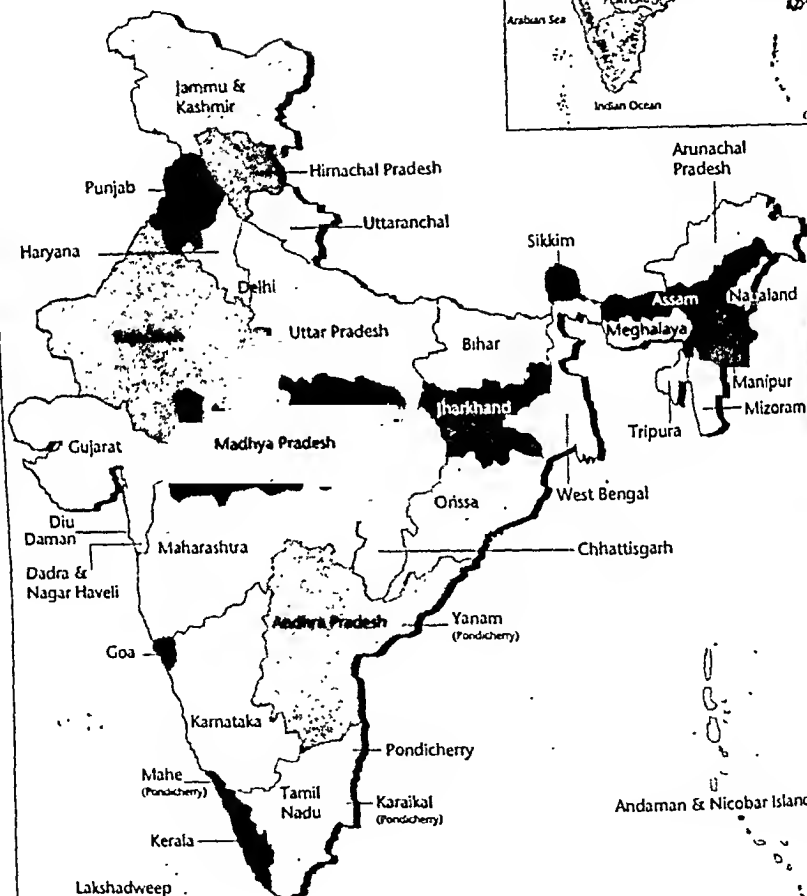 Arabian Sea
Indian Ocean
Jammu &
Kashmir
Arunachal
Pradesh
Himachal Pradesh
Punjab
Uttaranchal
Sikkim
Haryana
Delhi
Assam
Nagaland
Rajasthan
Uttar Pradesh
Bihar
Meghalaya
Manipur
Jharkhand
Mizoram
Tripura
Gujarat
Madhya Pradesh
West Bengal
Orissa
Diu
Daman
Maharashtra
Chhattisgarh
Dadra &
Nagar Haveli
Andhra Pradesh
Yanam
(Pondicherry)
Goa
Karnataka
Pondicherry
Mahe
(Pondicherry)
Tamil
Nadu
Karaikal
(Pondicherry)
Andaman & Nicobar Island
Kerala
Lakshadweep